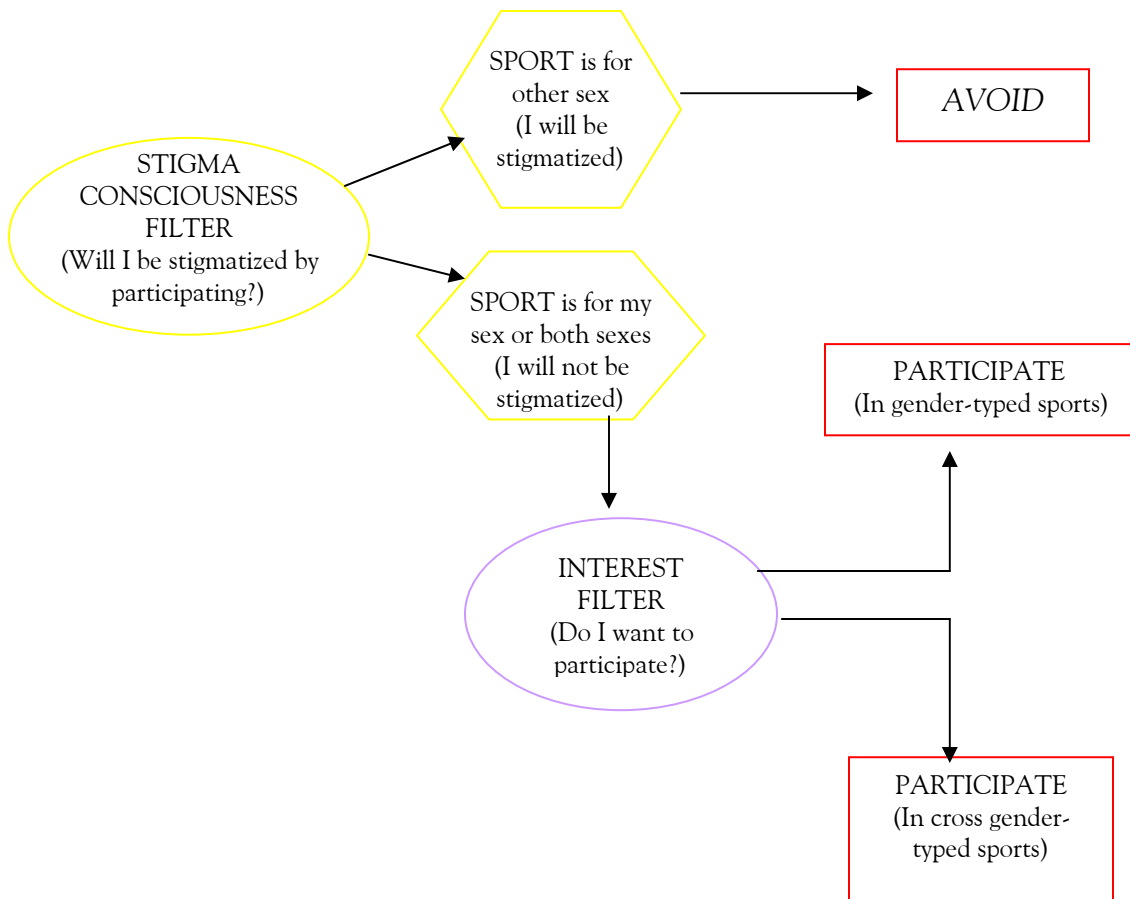 SPORT is for
other sex
(I will be
stigmatized)
AVOID
STIGMA
CONSCIOUSNESS
FILTER
(Will I be stigmatized by
participating?)
SPORT is for my
sex or both sexes
(I will not be
stigmatized)
PARTICIPATE
(In gender-typed sports)
INTEREST
FILTER
(Do I want to
participate?)
PARTICIPATE
(In cross gender-
typed sports)